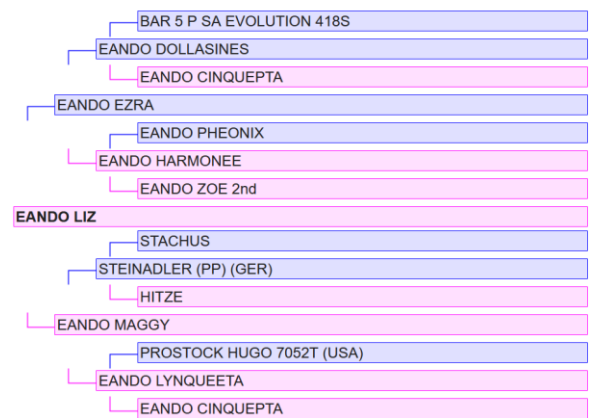 BAR 5 P SA EVOLUTION 418S
EANDO DOLLASINES
EANDO CINQUEPTA
EANDO EZRA
EANDO PHEONIX
EANDO HARMONEE
EANDO ZOE 2nd
EANDO LIZ
STACHUS
STEINADLER (PP) (GER)
HITZE
EANDO MAGGY
PROSTOCK HUGO 7052T (USA)
EANDO LYNQUEETA
EANDO CINQUEPTA